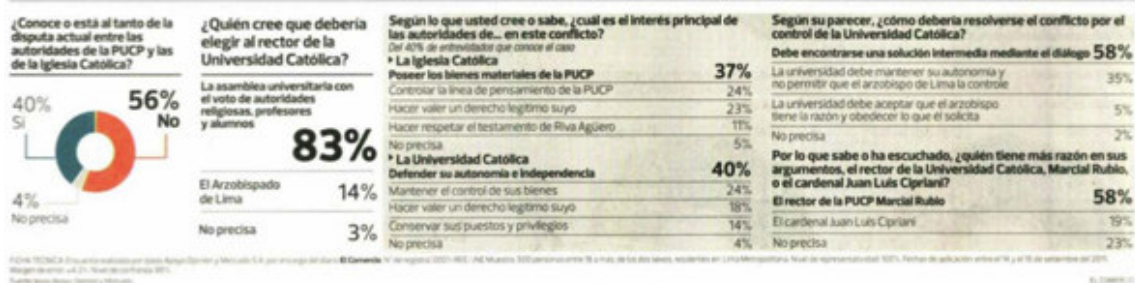 ¿Conoce o está al tanto de la
disputa actual entre las
autoridades de la PUCP y las
de la Iglesia Católica?
40%
Sí
56%
No
4%
No precisa
¿Quién cree que debería
elegir al rector de la
Universidad Católica?
La asamblea universitaria con
el voto de autoridades
religiosas, profesores
y alumnos
83%
El Arzobispado
de Lima 14%
No precisa 3%
Según lo que usted cree o sabe, ¿cuál es el interés principal de
las autoridades de... en este conflicto?
Del 40% de entrevistados que conoce el caso
La Iglesia Católica
Poseer los bienes materiales de la PUCP 37%
Controlar la línea de pensamiento de la PUCP 24%
Hacer valer un derecho legítimo suyo 23%
Hacer respetar el testamento de Riva Agüero 11%
No precisa 5%
La Universidad Católica
Defender su autonomía e independencia 40%
Mantener el control de sus bienes 24%
Hacer valer un derecho legítimo suyo 18%
Conservar sus puestos y privilegios 14%
No precisa 4%
Según su parecer, ¿cómo debería resolverse el conflicto por el
control de la Universidad Católica?
Debe encontrarse una solución intermedia mediante el diálogo 58%
La universidad debe mantener su autonomía y
no permitir que el arzobispo de Lima la controle 35%
La universidad debe aceptar que el arzobispo
tiene la razón y obedecer lo que él solicita 5%
No precisa 2%
Por lo que sabe o ha escuchado, ¿quién tiene más razón en sus
argumentos, el rector de la Universidad Católica, Marcial Rubio,
o el cardenal Juan Luis Cipriani?
El rector de la PUCP Marcial Rubio 58%
El cardenal Juan Luis Cipriani 19%
No precisa 23%
FICHA TÉCNICA El Comercio
EL COMERCIO